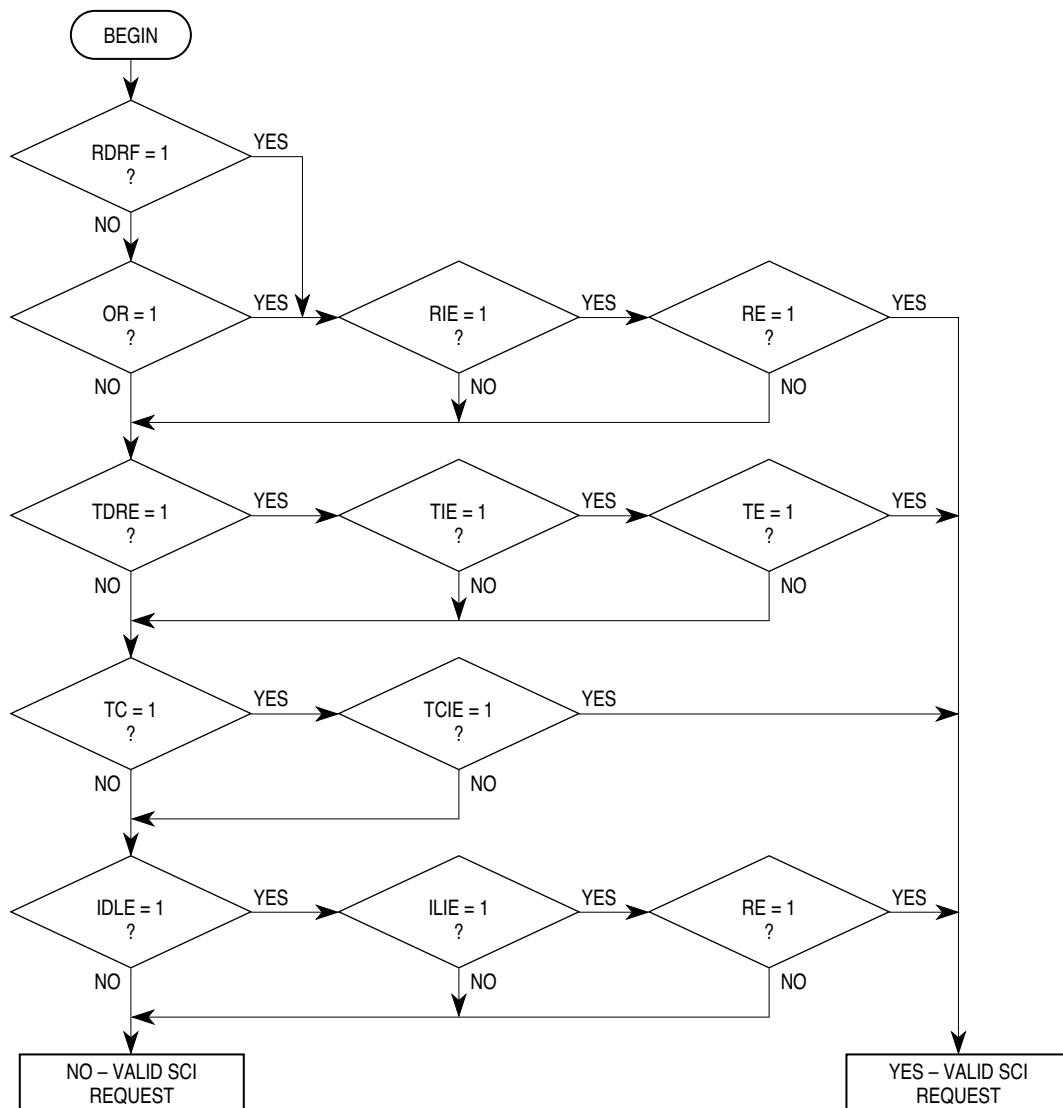 BEGIN
RDRF = 1
?
YES
NO
OR = 1
?
YES
NO
RIE = 1
?
YES
NO
RE = 1
?
YES
NO
TDRE = 1
?
YES
NO
TIE = 1
?
YES
NO
TE = 1
?
YES
NO
TC = 1
?
YES
NO
TCIE = 1
?
YES
NO
IDLE = 1
?
YES
NO
ILIE = 1
?
YES
NO
RE = 1
?
YES
NO
NO – VALID SCI
REQUEST
YES – VALID SCI
REQUEST